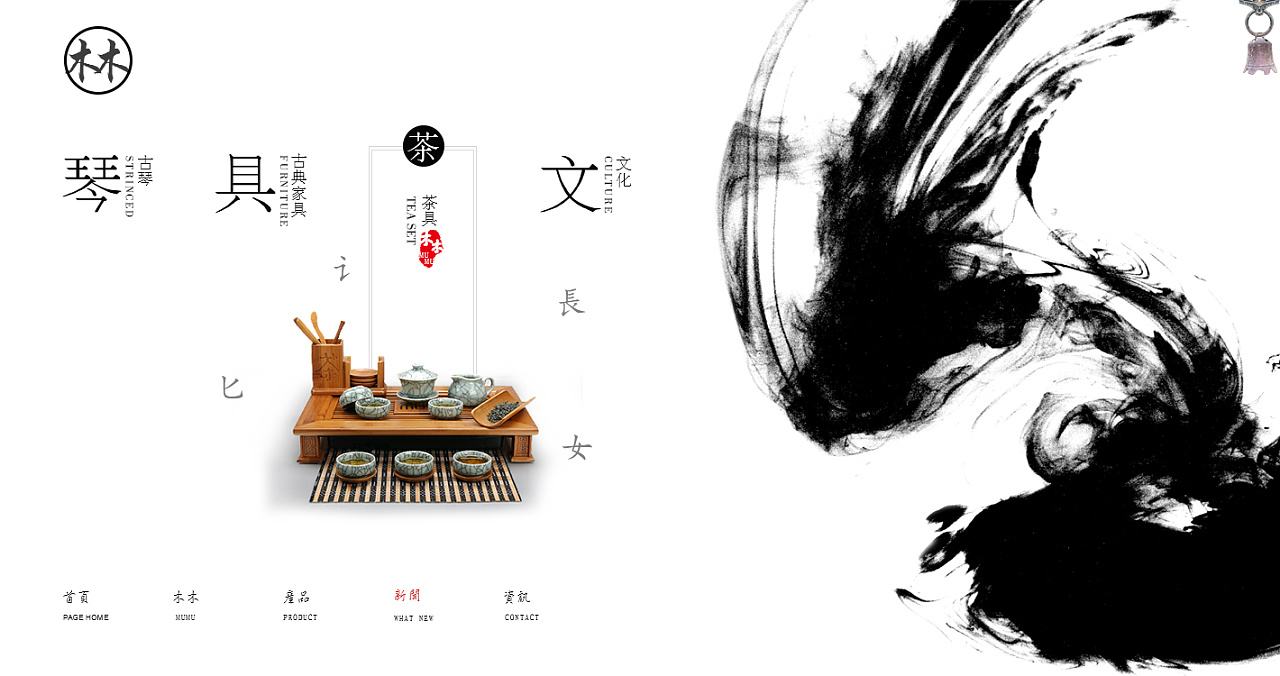 林
琴
古琴
STRINGED
具
古典家具
FURNITURE
茶
茶具
TEA SET
木木
MU
MU
文
文化
CULTURE
讠
長
匕
茶
女
首頁
木木
產品
新聞
資訊
PAGE HOME
MUMU
PRODUCT
WHAT NEW
CONTACT